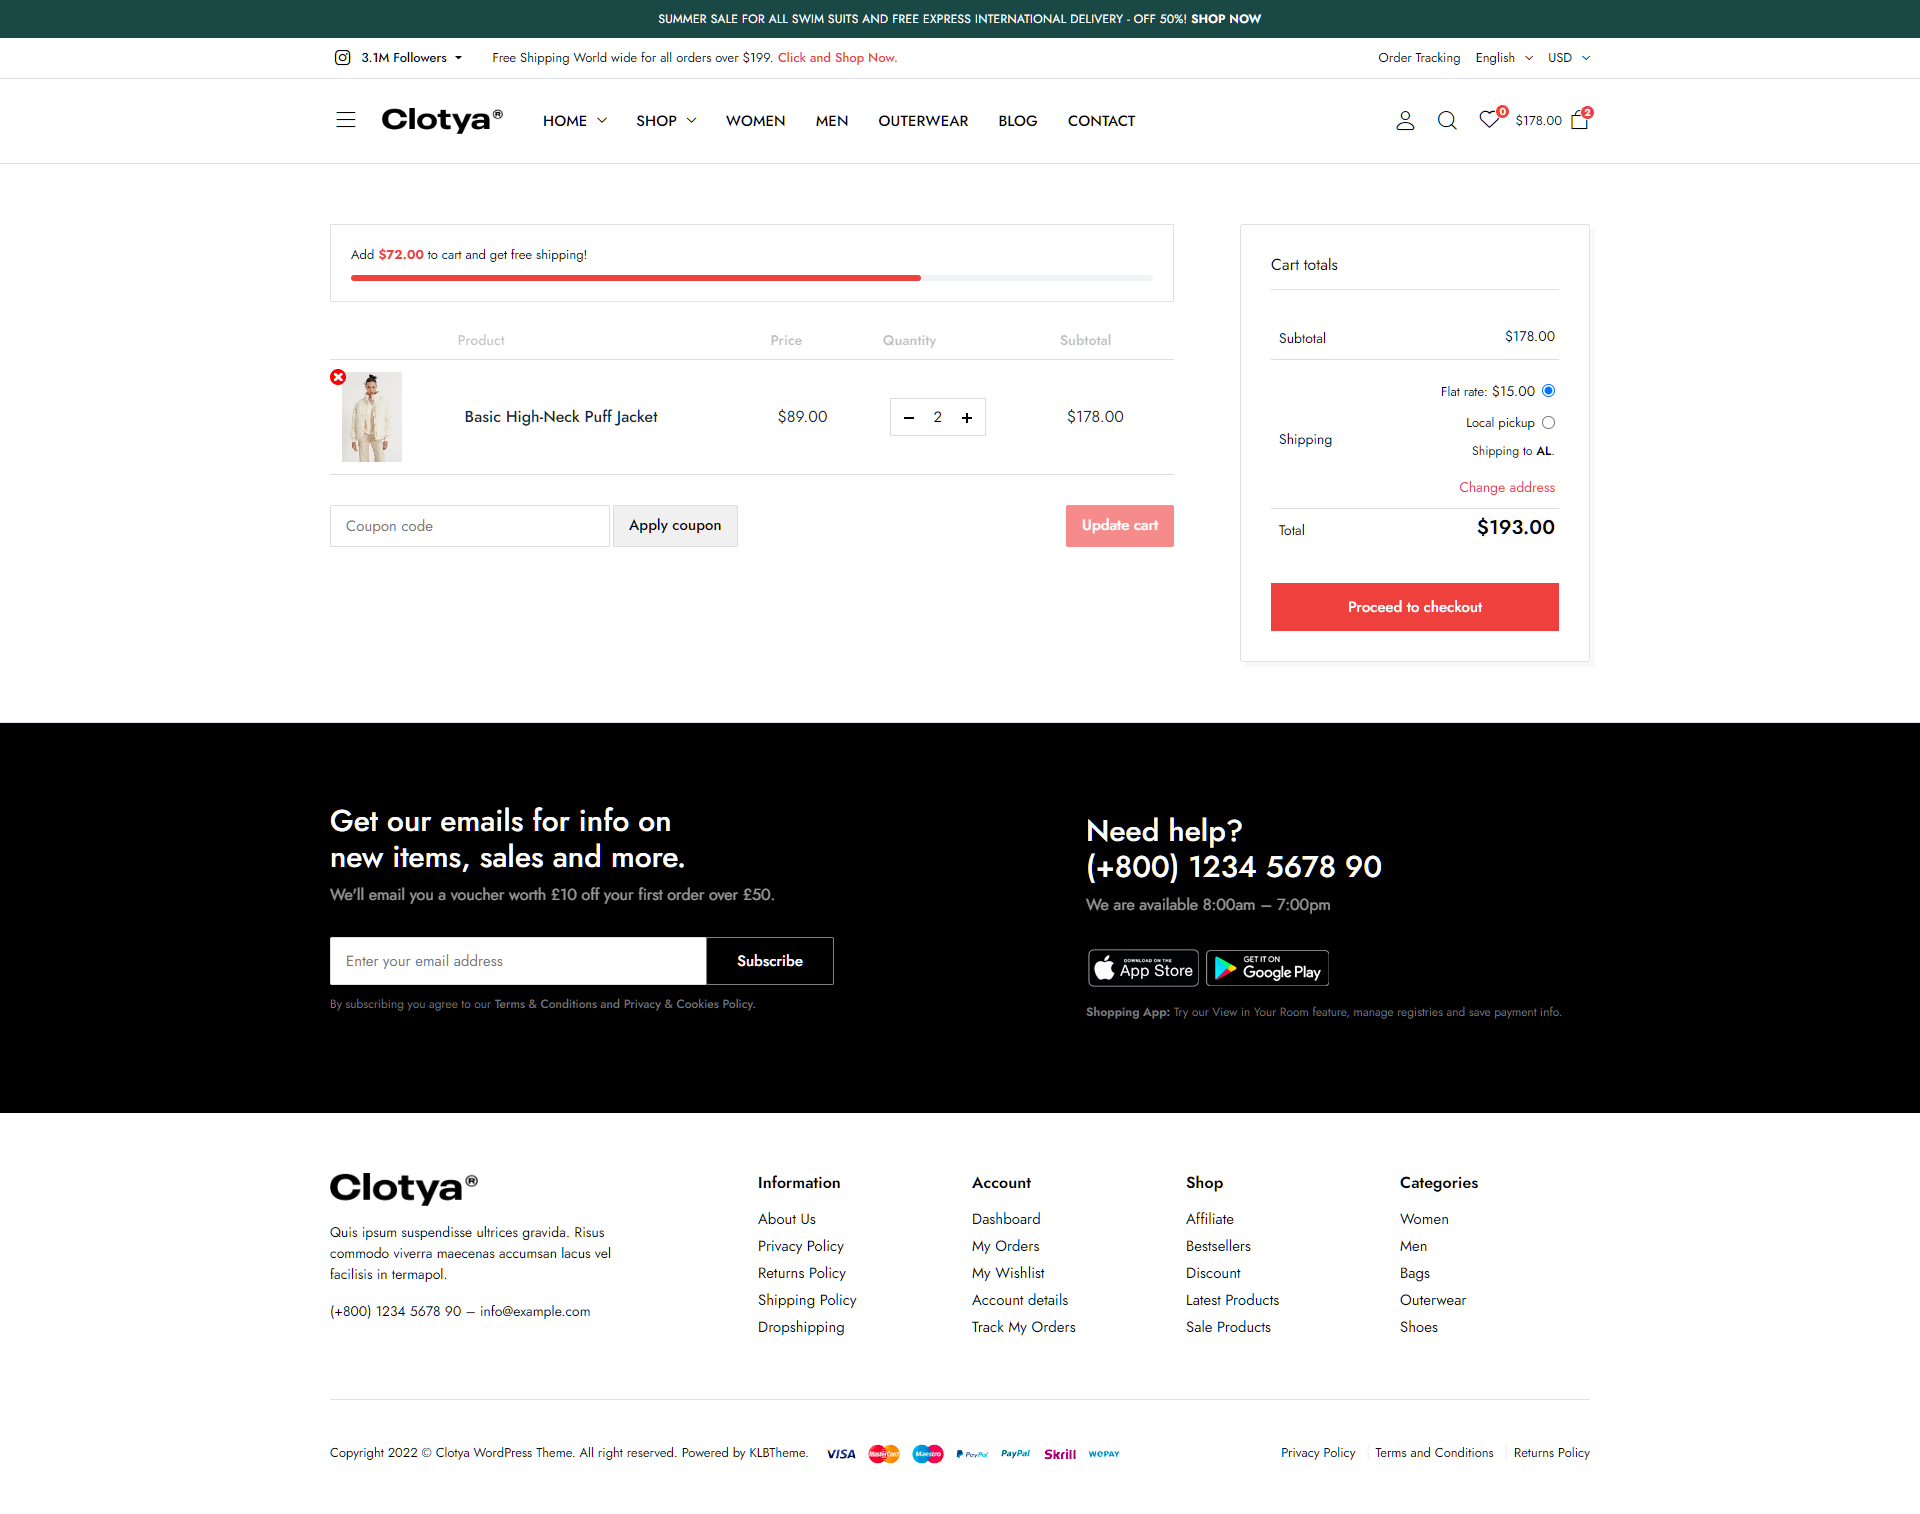 SUMMER SALE FOR ALL SWIM SUITS AND FREE EXPRESS INTERNATIONAL DELIVERY - OFF 50%! SHOP NOW
3.1M Followers
Free Shipping World wide for all orders over $199. Click and Shop Now.
Order Tracking
English
USD
Clotya®
HOME
SHOP
WOMEN
MEN
OUTERWEAR
BLOG
CONTACT
0
$178.00
2
Add $72.00 to cart and get free shipping!
Product
Price
Quantity
Subtotal
Basic High-Neck Puff Jacket
$89.00
2
$178.00
Coupon code
Apply coupon
Update cart
Cart totals
Subtotal
$178.00
Shipping
Flat rate: $15.00
Local pickup
Shipping to AL.
Change address
Total
$193.00
Proceed to checkout
Get our emails for info on
new items, sales and more.
We'll email you a voucher worth £10 off your first order over £50.
Enter your email address
Subscribe
By subscribing you agree to our Terms & Conditions and Privacy & Cookies Policy.
Need help?
(+800) 1234 5678 90
We are available 8:00am – 7:00pm
DOWNLOAD ON THE
App Store
GET IT ON
Google Play
Shopping App: Try our View in Your Room feature, manage registries and save payment info.
Clotya®
Quis ipsum suspendisse ultrices gravida. Risus
commodo viverra maecenas accumsan lacus vel
facilisis in termapol.
(+800) 1234 5678 90 – info@example.com
Information
About Us
Privacy Policy
Returns Policy
Shipping Policy
Dropshipping
Account
Dashboard
My Orders
My Wishlist
Account details
Track My Orders
Shop
Affiliate
Bestsellers
Discount
Latest Products
Sale Products
Categories
Women
Men
Bags
Outerwear
Shoes
Copyright 2022 © Clotya WordPress Theme. All right reserved. Powered by KLBTheme.
VISA
MasterCard
Maestro
PayPal
PayPal
Skrill
WePAY
Privacy Policy
Terms and Conditions
Returns Policy